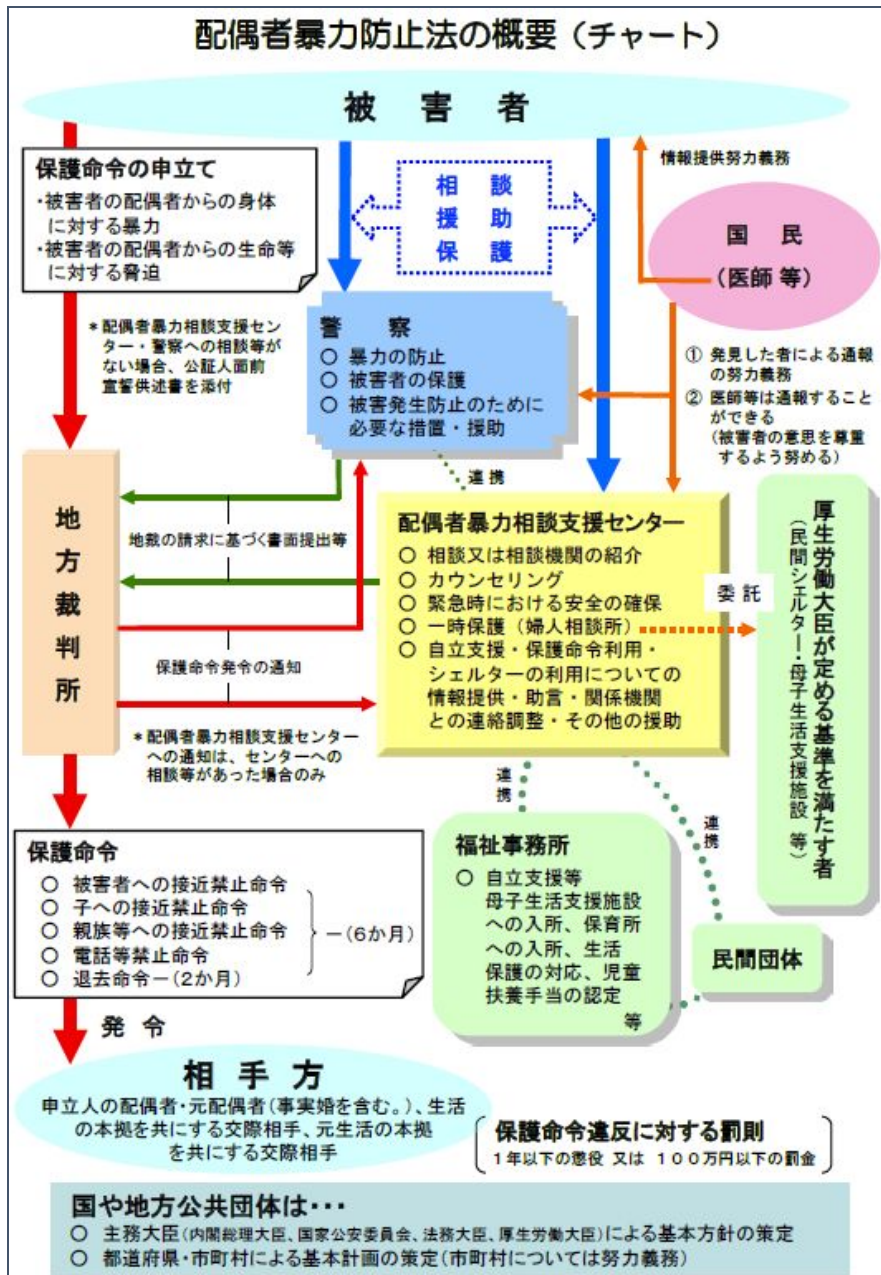 配偶者暴力防止法の概要（チャート）
被 害 者
保護命令の申立て
・被害者の配偶者からの身体
に対する暴力
・被害者の配偶者からの生命等
に対する脅迫
相 談
援 助
保 護
情報提供努力義務
国 民
（医師 等）
＊配偶者暴力相談支援セン
ター・警察への相談等が
ない場合、公証人面前
宣誓供述書を添付
警 察
○ 暴力の防止
○ 被害者の保護
○ 被害発生防止のために
必要な措置・援助
① 発見した者による通報
の努力義務
② 医師等は通報すること
ができる
（被害者の意思を尊重
するよう努める）
連 携
地方裁判所
地裁の請求に基づく書面提出等
保護命令発令の通知
＊配偶者暴力相談支援センター
への通知は、センターへの
相談等があった場合のみ
配偶者暴力相談支援センター
○ 相談又は相談機関の紹介
○ カウンセリング
○ 緊急時における安全の確保
○ 一時保護（婦人相談所）
○ 自立支援・保護命令利用・
シェルターの利用についての
情報提供・助言・関係機関
との連絡調整・その他の援助
委 託
厚生労働大臣が定める基準を満たす者
（民間シェルター・母子生活支援施設 等）
連携
連携
保護命令
○ 被害者への接近禁止命令
○ 子への接近禁止命令
○ 親族等への接近禁止命令
○ 電話等禁止命令
－（6か月）
○ 退去命令－（2か月）
福祉事務所
○ 自立支援等
母子生活支援施設
への入所、保育所
への入所、生活
保護の対応、児童
扶養手当の認定
等
民間団体
発 令
相 手 方
申立人の配偶者・元配偶者（事実婚を含む。）、生活
の本拠を共にする交際相手、元生活の本拠
を共にする交際相手
保護命令違反に対する罰則
１年以下の懲役 又は １００万円以下の罰金
国や地方公共団体は・・・
○ 主務大臣（内閣総理大臣、国家公安委員会、法務大臣、厚生労働大臣）による基本方針の策定
○ 都道府県・市町村による基本計画の策定（市町村については努力義務）